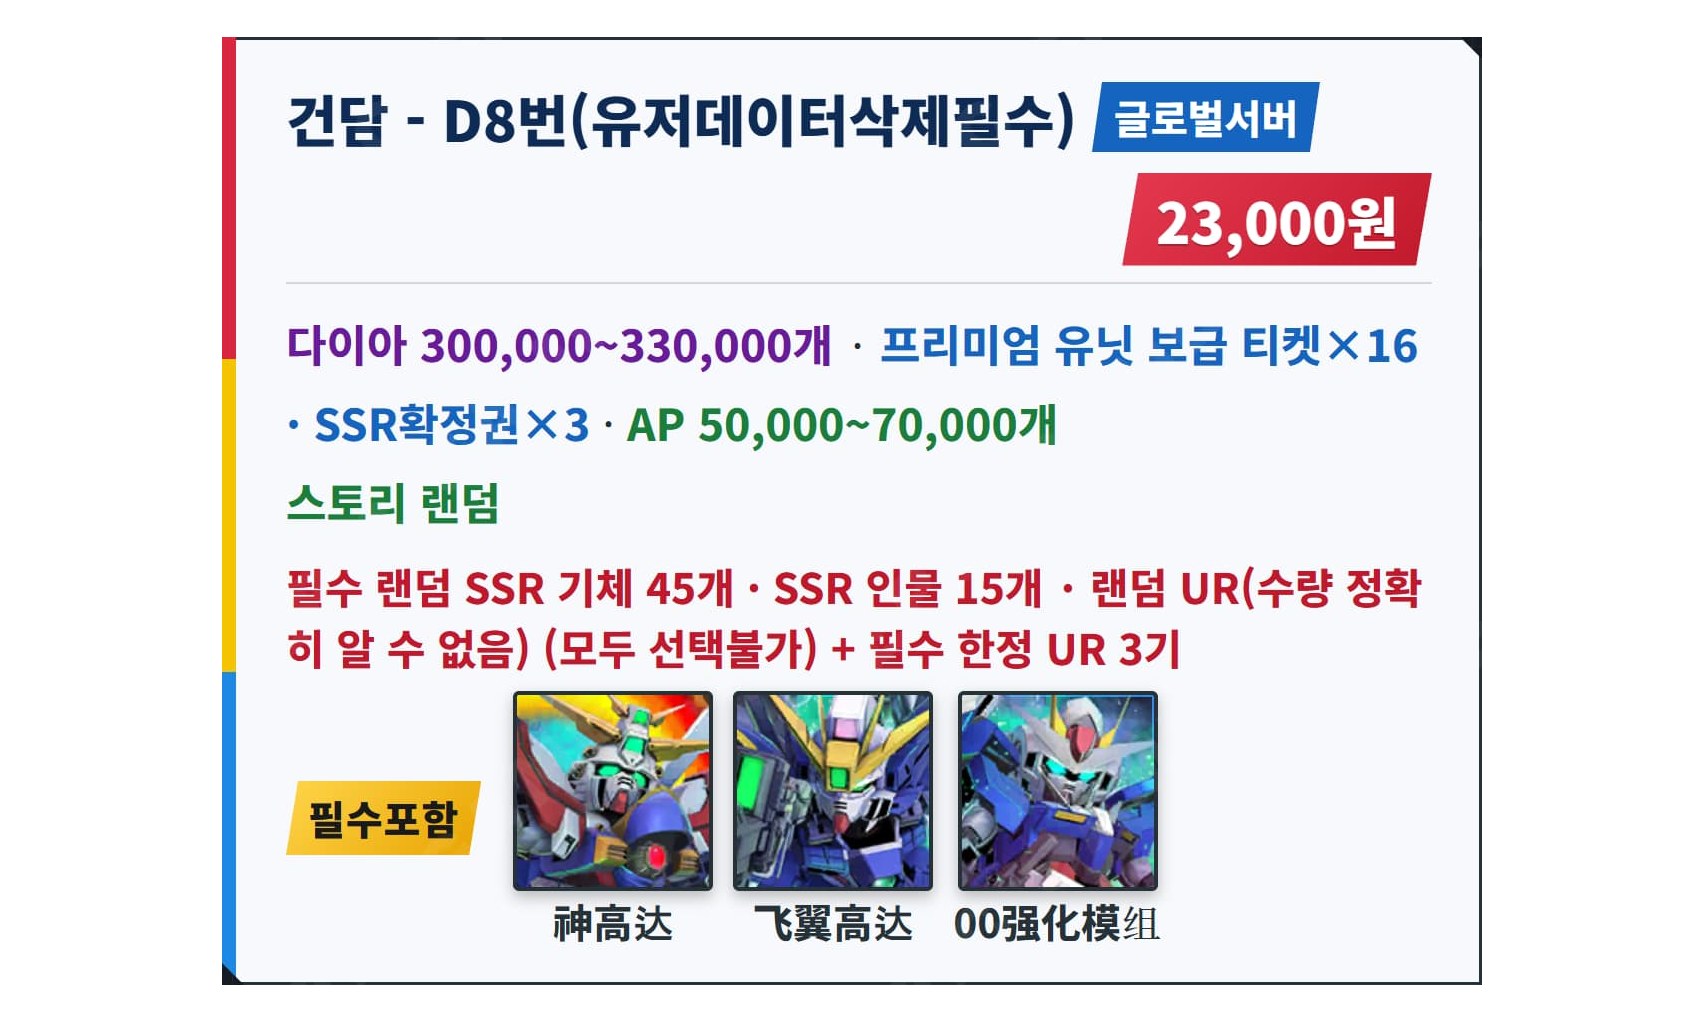 건담 - D8번(유저데이터삭제필수) 글로벌서버
23,000원
다이아 300,000~330,000개 · 프리미엄 유닛 보급 티켓×16
· SSR확정권×3 · AP 50,000~70,000개
스토리 랜덤
필수 랜덤 SSR 기체 45개 · SSR 인물 15개 · 랜덤 UR(수량 정확
히 알 수 없음) (모두 선택불가) + 필수 한정 UR 3기
필수포함
神高达 飞翼高达 00强化模组